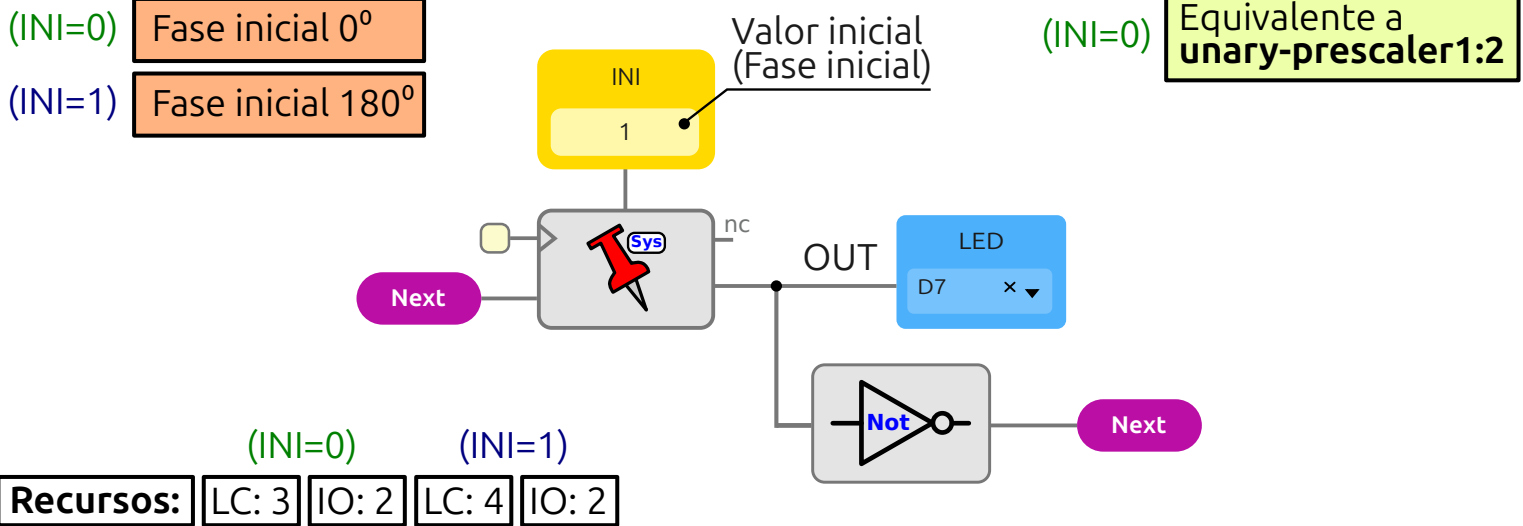 (INI=0) Fase inicial 0⁰
(INI=1) Fase inicial 180⁰
INI
1
Valor inicial
(Fase inicial)
(INI=0) Equivalente a
unary-prescaler1:2
Sys
nc
Next
OUT
LED
D7 ×
Not
Next
(INI=0) (INI=1)
Recursos: LC: 3 IO: 2 LC: 4 IO: 2